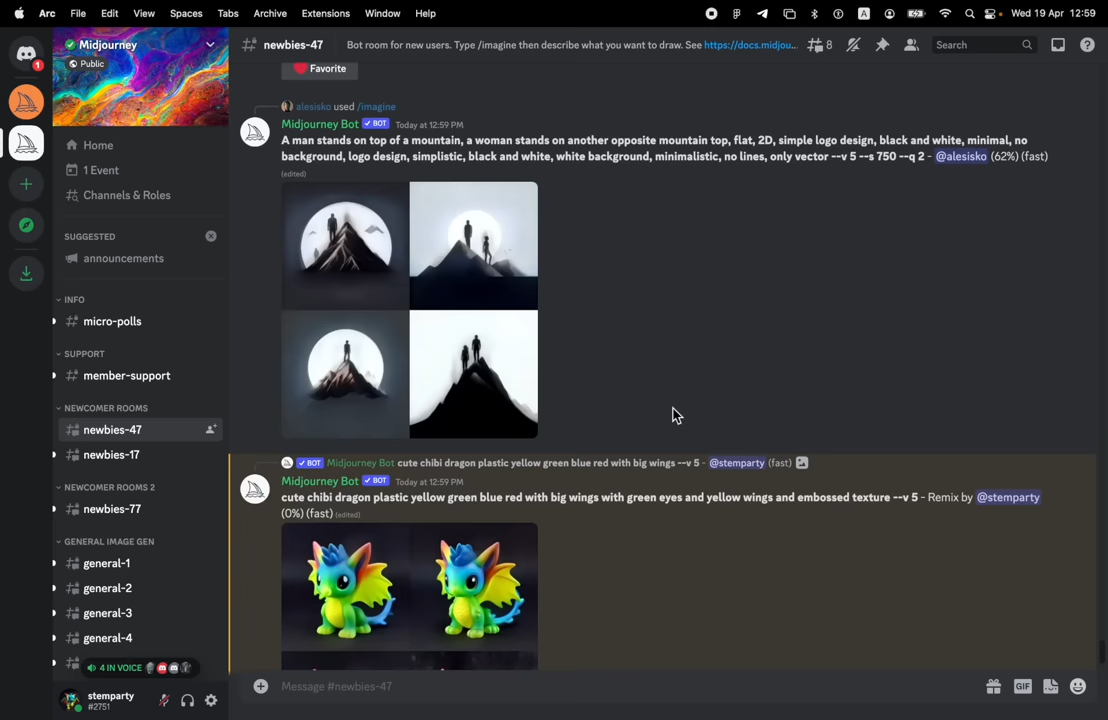 Arc File Edit View Spaces Tabs Archive Extensions Window Help
A
Wed 19 Apr 12:59
1
Midjourney
Public
Home
1 Event
Channels & Roles
SUGGESTED
announcements
INFO
micro-polls
SUPPORT
member-support
NEWCOMER ROOMS
newbies-47
newbies-17
NEWCOMER ROOMS 2
newbies-77
GENERAL IMAGE GEN
general-1
general-2
general-3
general-4
4 IN VOICE
stemparty
#2751
newbies-47
Bot room for new users. Type /imagine then describe what you want to draw. See https://docs.midjou...
8
Search
Favorite
alesisko used /imagine
Midjourney Bot BOT Today at 12:59 PM
A man stands on top of a mountain, a woman stands on another opposite mountain top, flat, 2D, simple logo design, black and white, minimal, no
background, logo design, simplistic, black and white, white background, minimalistic, no lines, only vector --v 5 --s 750 --q 2 - @alesisko (62%) (fast)
(edited)
BOT Midjourney Bot cute chibi dragon plastic yellow green blue red with big wings --v 5 - @stemparty (fast)
Midjourney Bot BOT Today at 12:59 PM
cute chibi dragon plastic yellow green blue red with big wings with green eyes and yellow wings and embossed texture --v 5 - Remix by @stemparty
(0%) (fast) (edited)
Message #newbies-47
GIF